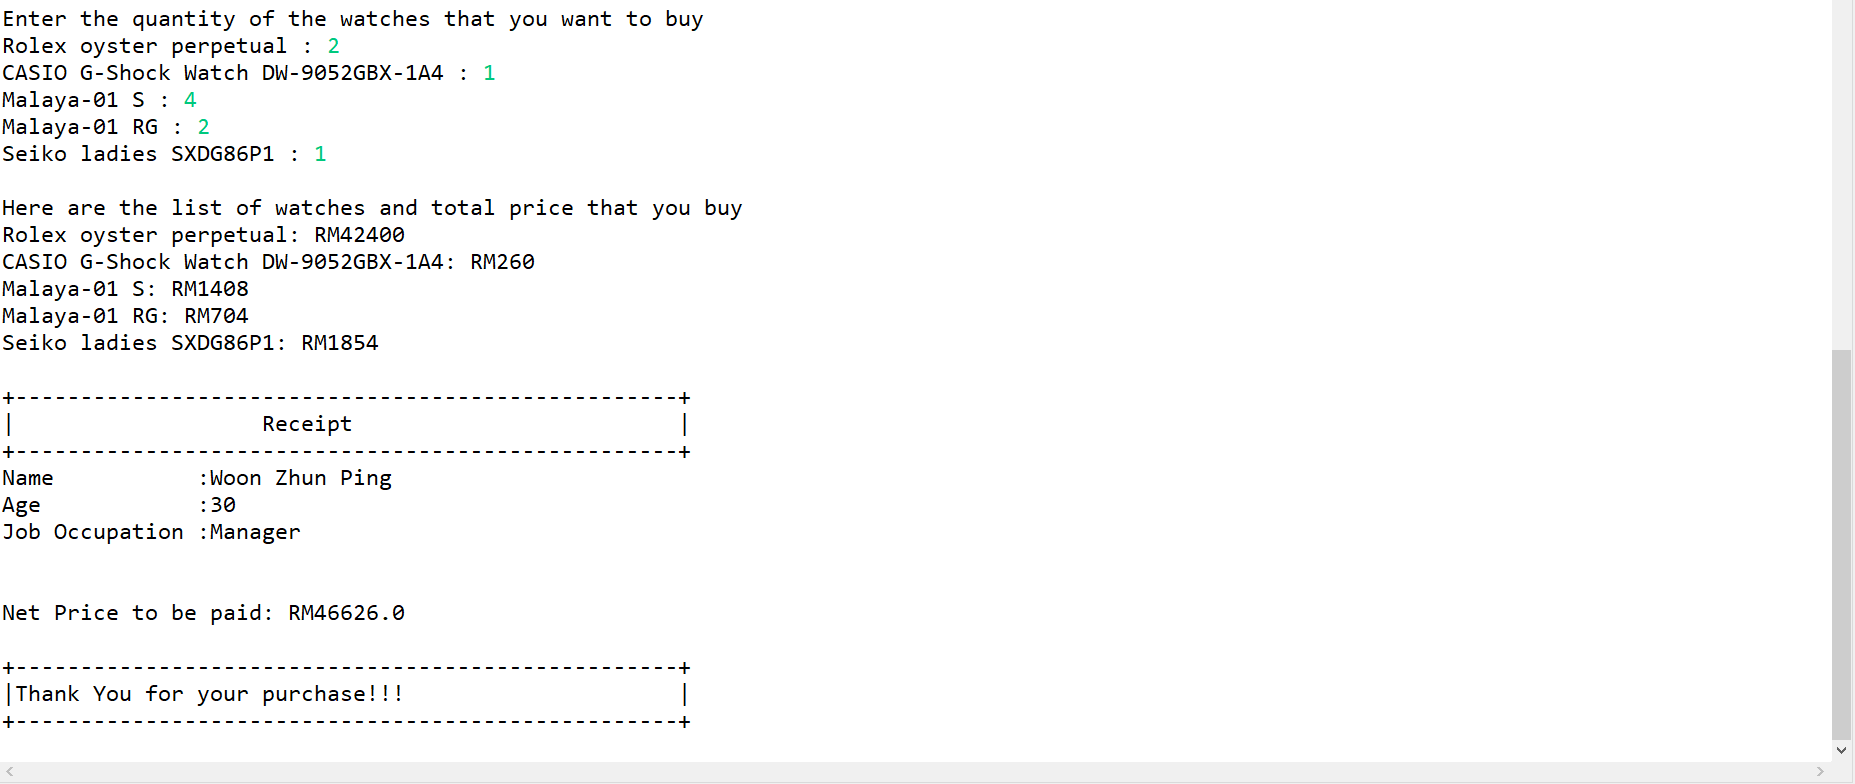 Enter the quantity of the watches that you want to buy
Rolex oyster perpetual : 2
CASIO G-Shock Watch DW-9052GBX-1A4 : 1
Malaya-01 S : 4
Malaya-01 RG : 2
Seiko ladies SXDG86P1 : 1

Here are the list of watches and total price that you buy
Rolex oyster perpetual: RM42400
CASIO G-Shock Watch DW-9052GBX-1A4: RM260
Malaya-01 S: RM1408
Malaya-01 RG: RM704
Seiko ladies SXDG86P1: RM1854

+---------------------------------------------------+
|                   Receipt                         |
+---------------------------------------------------+
Name           :Woon Zhun Ping
Age            :30
Job Occupation :Manager


Net Price to be paid: RM46626.0

+---------------------------------------------------+
|Thank You for your purchase!!!                     |
+---------------------------------------------------+